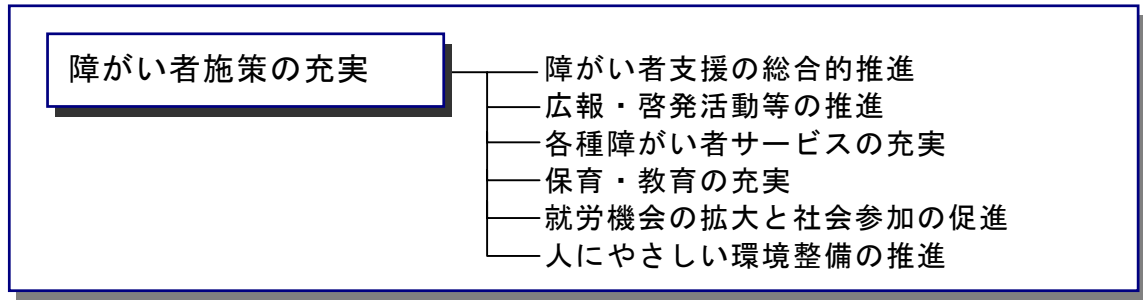 障がい者施策の充実
障がい者支援の総合的推進
広報・啓発活動等の推進
各種障がい者サービスの充実
保育・教育の充実
就労機会の拡大と社会参加の促進
人にやさしい環境整備の推進